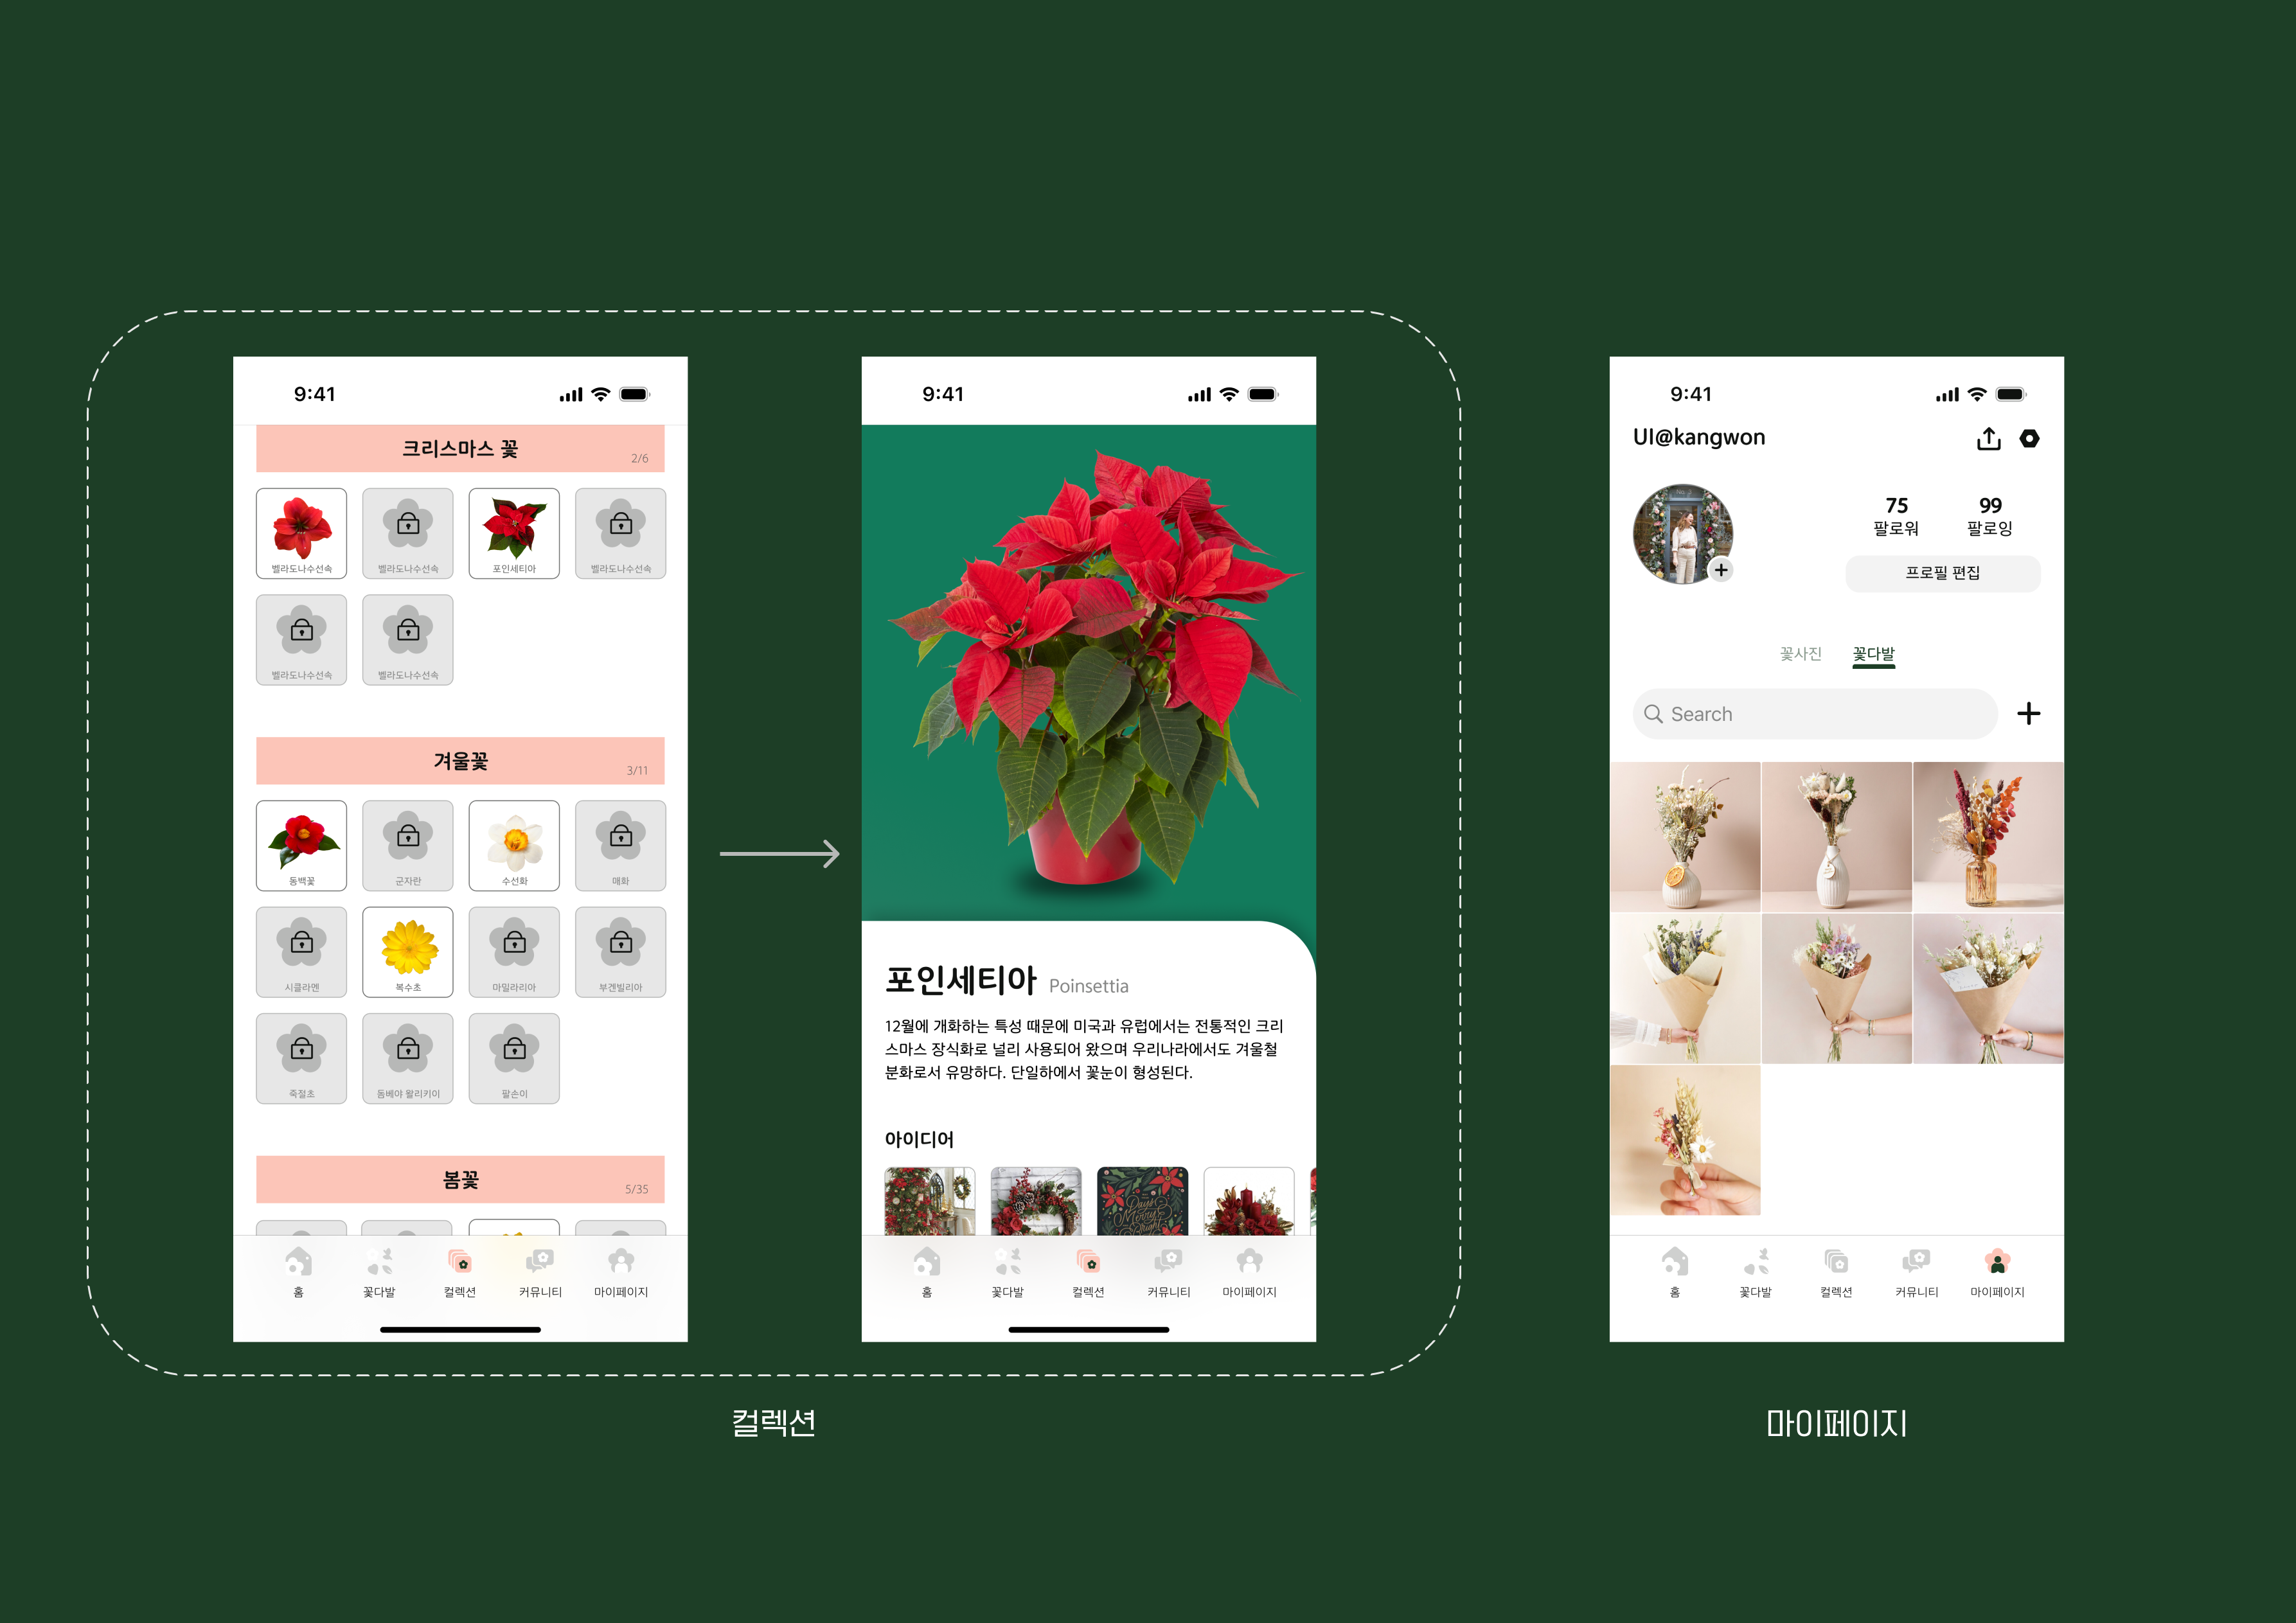 9:41
크리스마스 꽃
2/6
벨라도나수선속
벨라도나수선속
포인세티아
벨라도나수선속
벨라도나수선속
벨라도나수선속
겨울꽃
3/11
동백꽃
군자란
수선화
매화
시클라멘
복수초
마밀라리아
부겐빌리아
죽절초
돔베야 왈리키이
팔손이
봄꽃
5/35
홈
꽃다발
컬렉션
커뮤니티
마이페이지
9:41
포인세티아 Poinsettia
12월에 개화하는 특성 때문에 미국과 유럽에서는 전통적인 크리
스마스 장식화로 널리 사용되어 왔으며 우리나라에서도 겨울철
분화로서 유망하다. 단일하에서 꽃눈이 형성된다.
아이디어
Days
Merry
Bright
홈
꽃다발
컬렉션
커뮤니티
마이페이지
컬렉션
9:41
UI@kangwon
75
팔로워
99
팔로잉
프로필 편집
꽃사진
꽃다발
Search
홈
꽃다발
컬렉션
커뮤니티
마이페이지
마이페이지